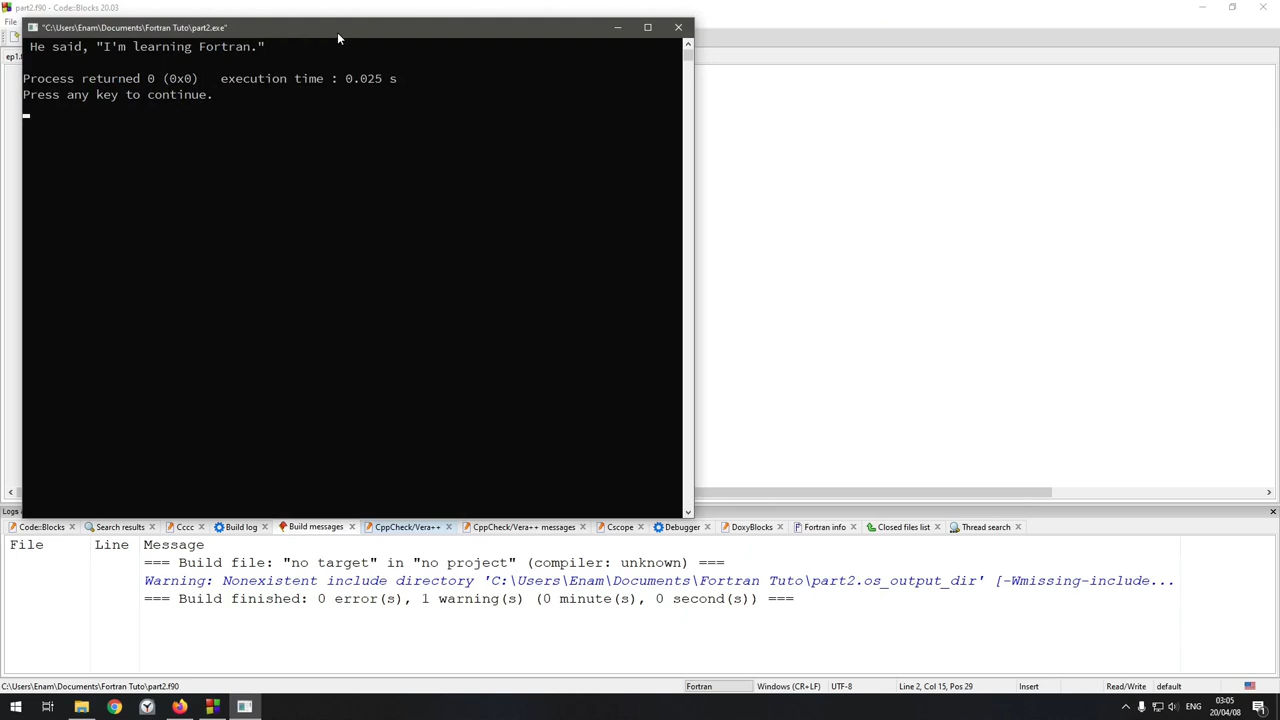 part2.f90 - Code::Blocks 20.03
File
"C:\Users\Enam\Documents\Fortran Tuto\part2.exe"
ep1.f
He said, "I'm learning Fortran."
Process returned 0 (0x0)   execution time : 0.025 s
Press any key to continue.
Logs &
Code::Blocks Search results Cccc Build log Build messages CppCheck/Vera++ CppCheck/Vera++ messages Cscope Debugger DoxyBlocks Fortran info Closed files list Thread search
File Line Message
=== Build file: "no target" in "no project" (compiler: unknown) ===
Warning: Nonexistent include directory 'C:\Users\Enam\Documents\Fortran Tuto\part2.os_output_dir' [-Wmissing-include...
=== Build finished: 0 error(s), 1 warning(s) (0 minute(s), 0 second(s)) ===
C:\Users\Enam\Documents\Fortran Tuto\part2.f90 Fortran Windows (CR+LF) UTF-8 Line 2, Col 15, Pos 29 Insert Read/Write default
ENG 03:05
20/04/08